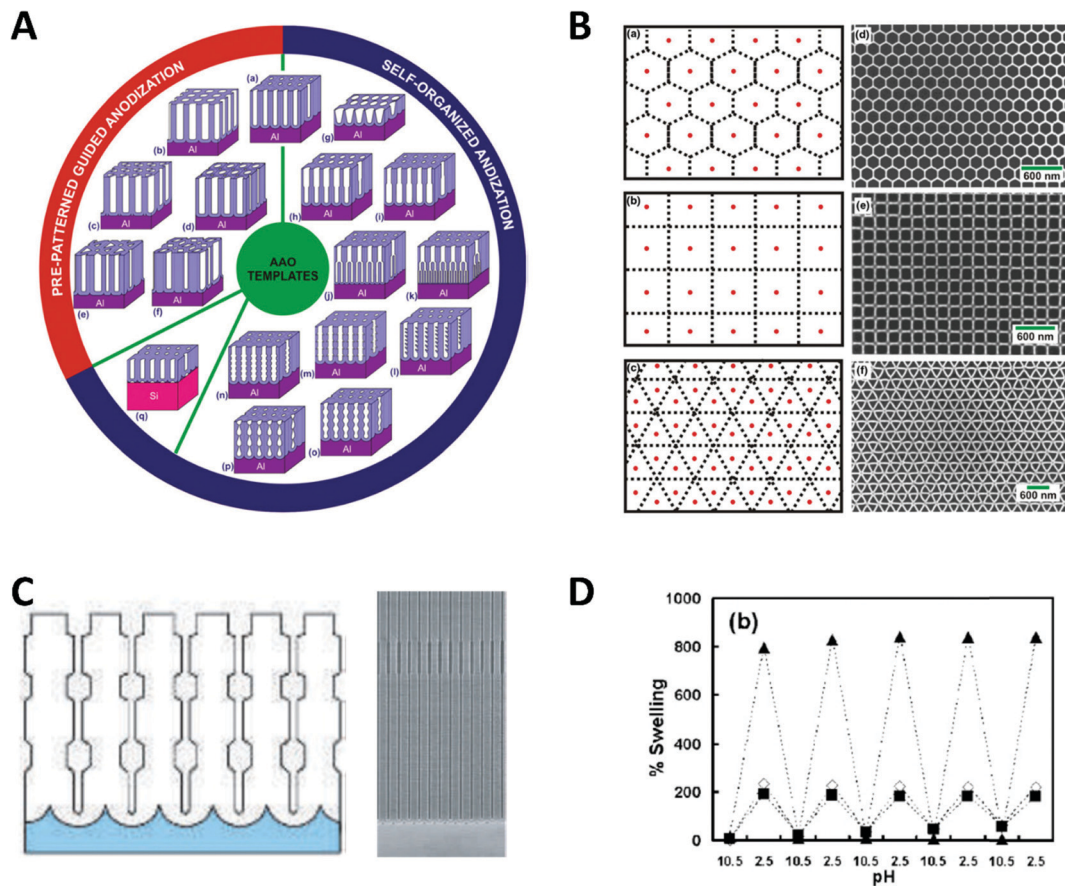 A
PRE-PATTERNED GUIDED ANODIZATION
SELF-ORGANIZED ANDIZATION
(a)
Al
(b)
Al
(g)
Al
(c)
Al
(d)
Al
(h)
Al
(i)
Al
(e)
Al
(f)
Al
AAO
TEMPLATES
(j)
Al
(k)
Al
(q)
Si
(n)
Al
(m)
Al
(l)
Al
(p)
Al
(o)
Al
B
(a)
(d)
600 nm
(b)
(e)
600 nm
(c)
(f)
600 nm
C
D
(b)
% Swelling
1000
800
600
400
200
0
10.5 2.5 10.5 2.5 10.5 2.5 10.5 2.5 10.5 2.5
pH